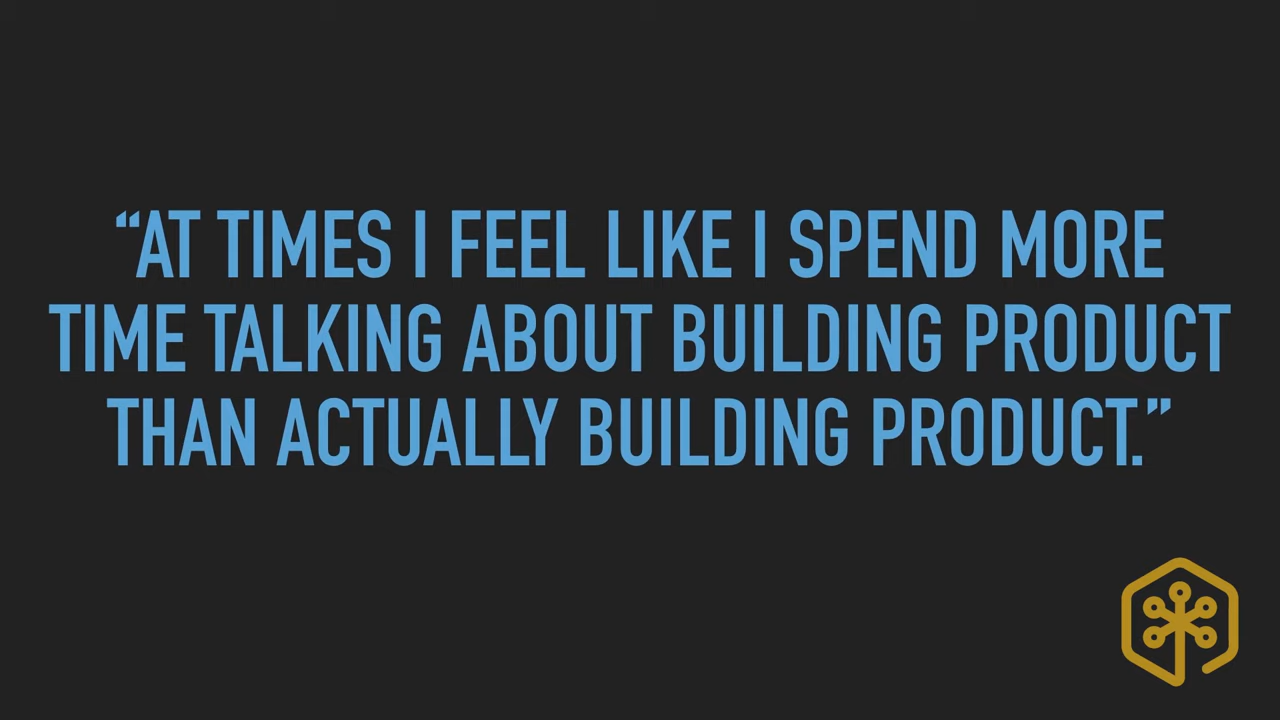 “AT TIMES I FEEL LIKE I SPEND MORE
TIME TALKING ABOUT BUILDING PRODUCT
THAN ACTUALLY BUILDING PRODUCT.”